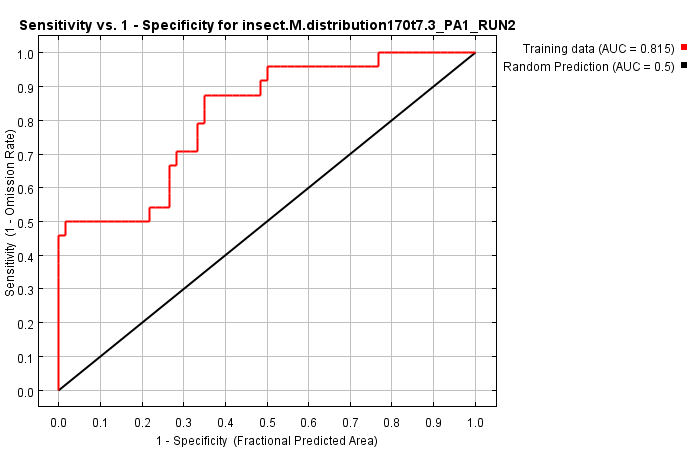 Sensitivity vs. 1 - Specificity for insect.M.distribution170t7.3_PA1_RUN2
Training data (AUC = 0.815)
Random Prediction (AUC = 0.5)
Sensitivity (1 - Omission Rate)
1.0
0.9
0.8
0.7
0.6
0.5
0.4
0.3
0.2
0.1
0.0
0.0 0.1 0.2 0.3 0.4 0.5 0.6 0.7 0.8 0.9 1.0
1 - Specificity (Fractional Predicted Area)